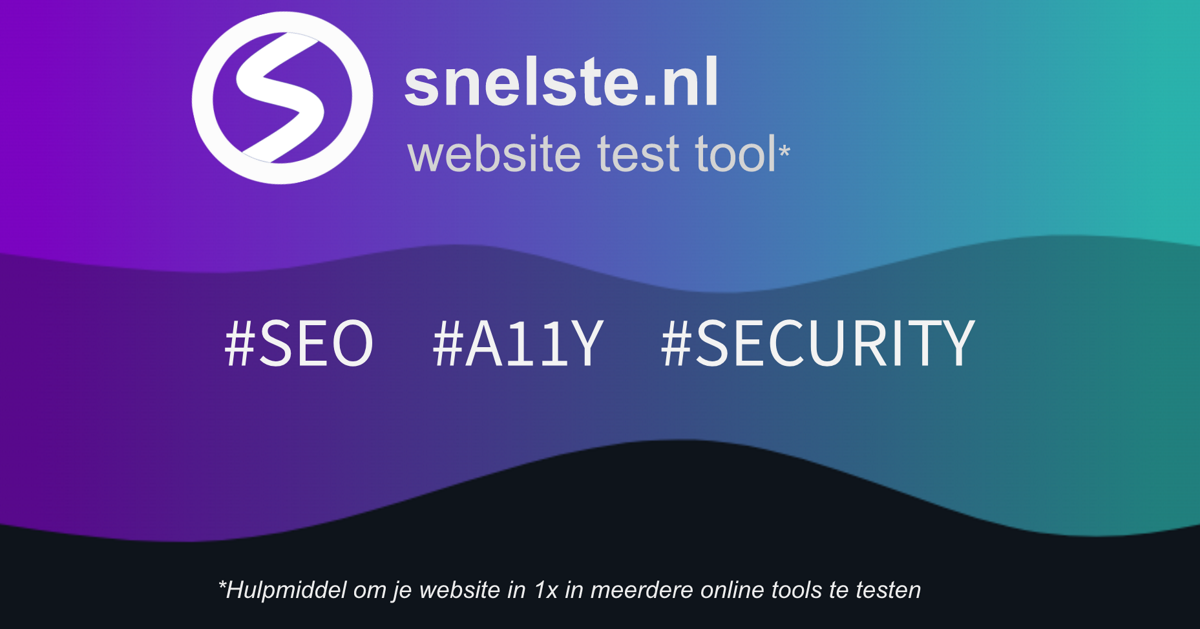 snelste.nl
website test tool*
#SEO #A11Y #SECURITY
*Hulpmiddel om je website in 1x in meerdere online tools te testen